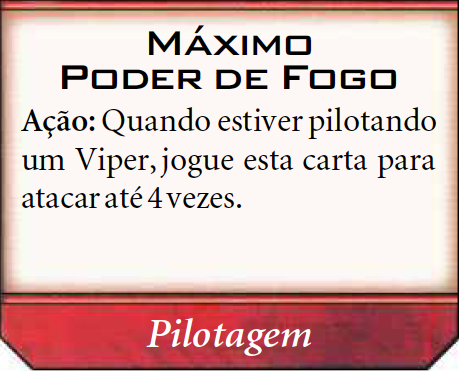 MÁXIMO
PODER DE FOGO
Ação: Quando estiver pilotando
um Viper, jogue esta carta para
atacar até 4 vezes.
Pilotagem